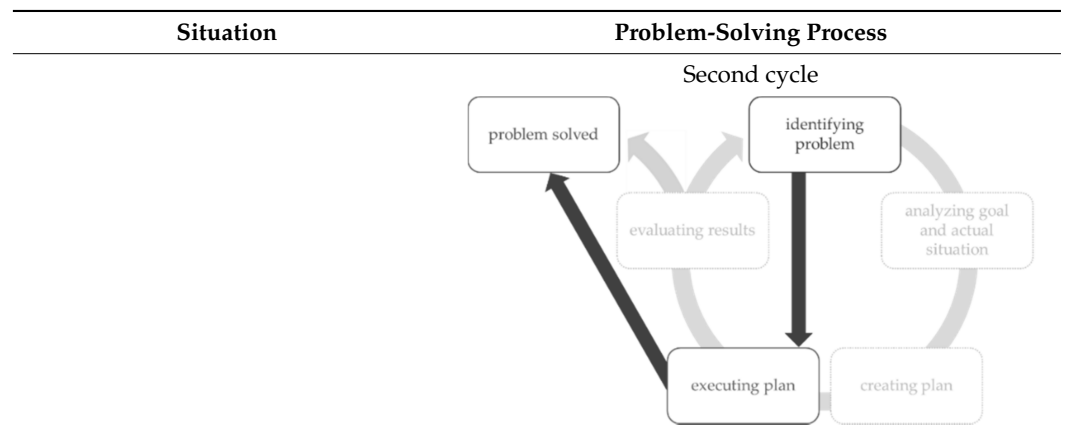 Situation
Problem-Solving Process
Second cycle
problem solved
identifying
problem
evaluating results
analyzing goal
and actual
situation
executing plan
creating plan